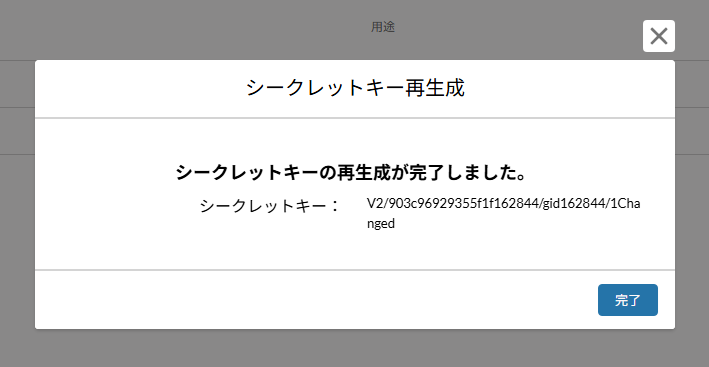 用途
シークレットキー再生成
シークレットキーの再生成が完了しました。
シークレットキー： V2/903c96929355f1f162844/gid162844/1Cha
nged
完了